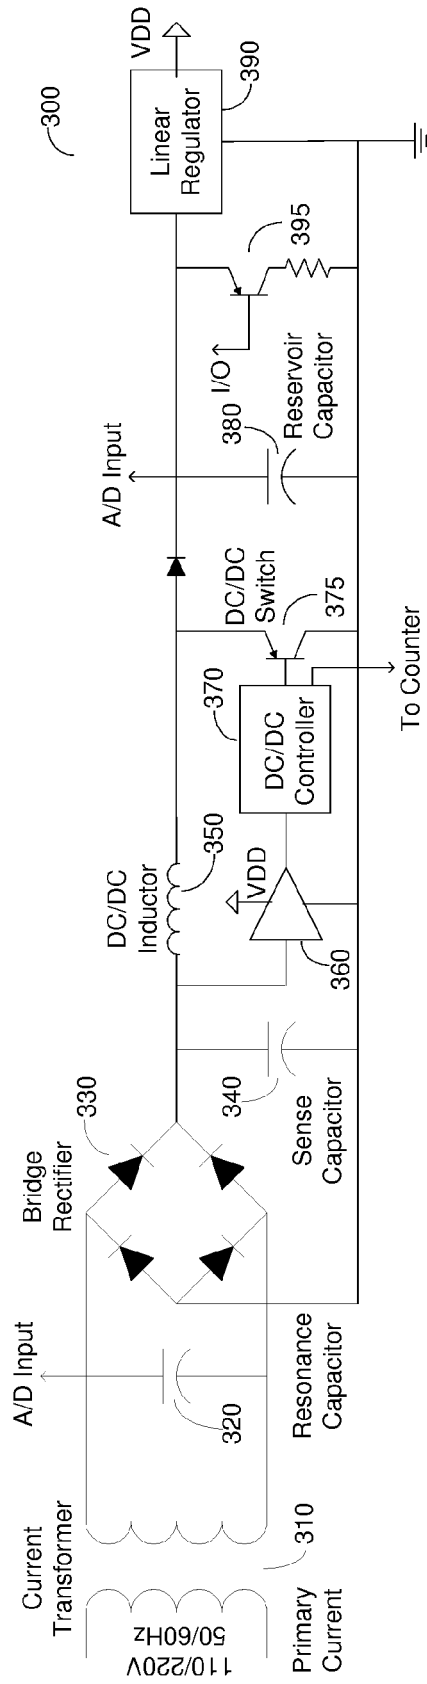 300
Current
Transformer
110/220V
50/60Hz
Primary
Current
310
A/D Input
320
Resonance
Capacitor
Bridge
Rectifier
330
340
Sense
Capacitor
DC/DC
Inductor
350
VDD
360
370
DC/DC
Controller
DC/DC
Switch
375
To Counter
A/D Input
380
Reservoir
Capacitor
I/O
395
Linear
Regulator
390
VDD